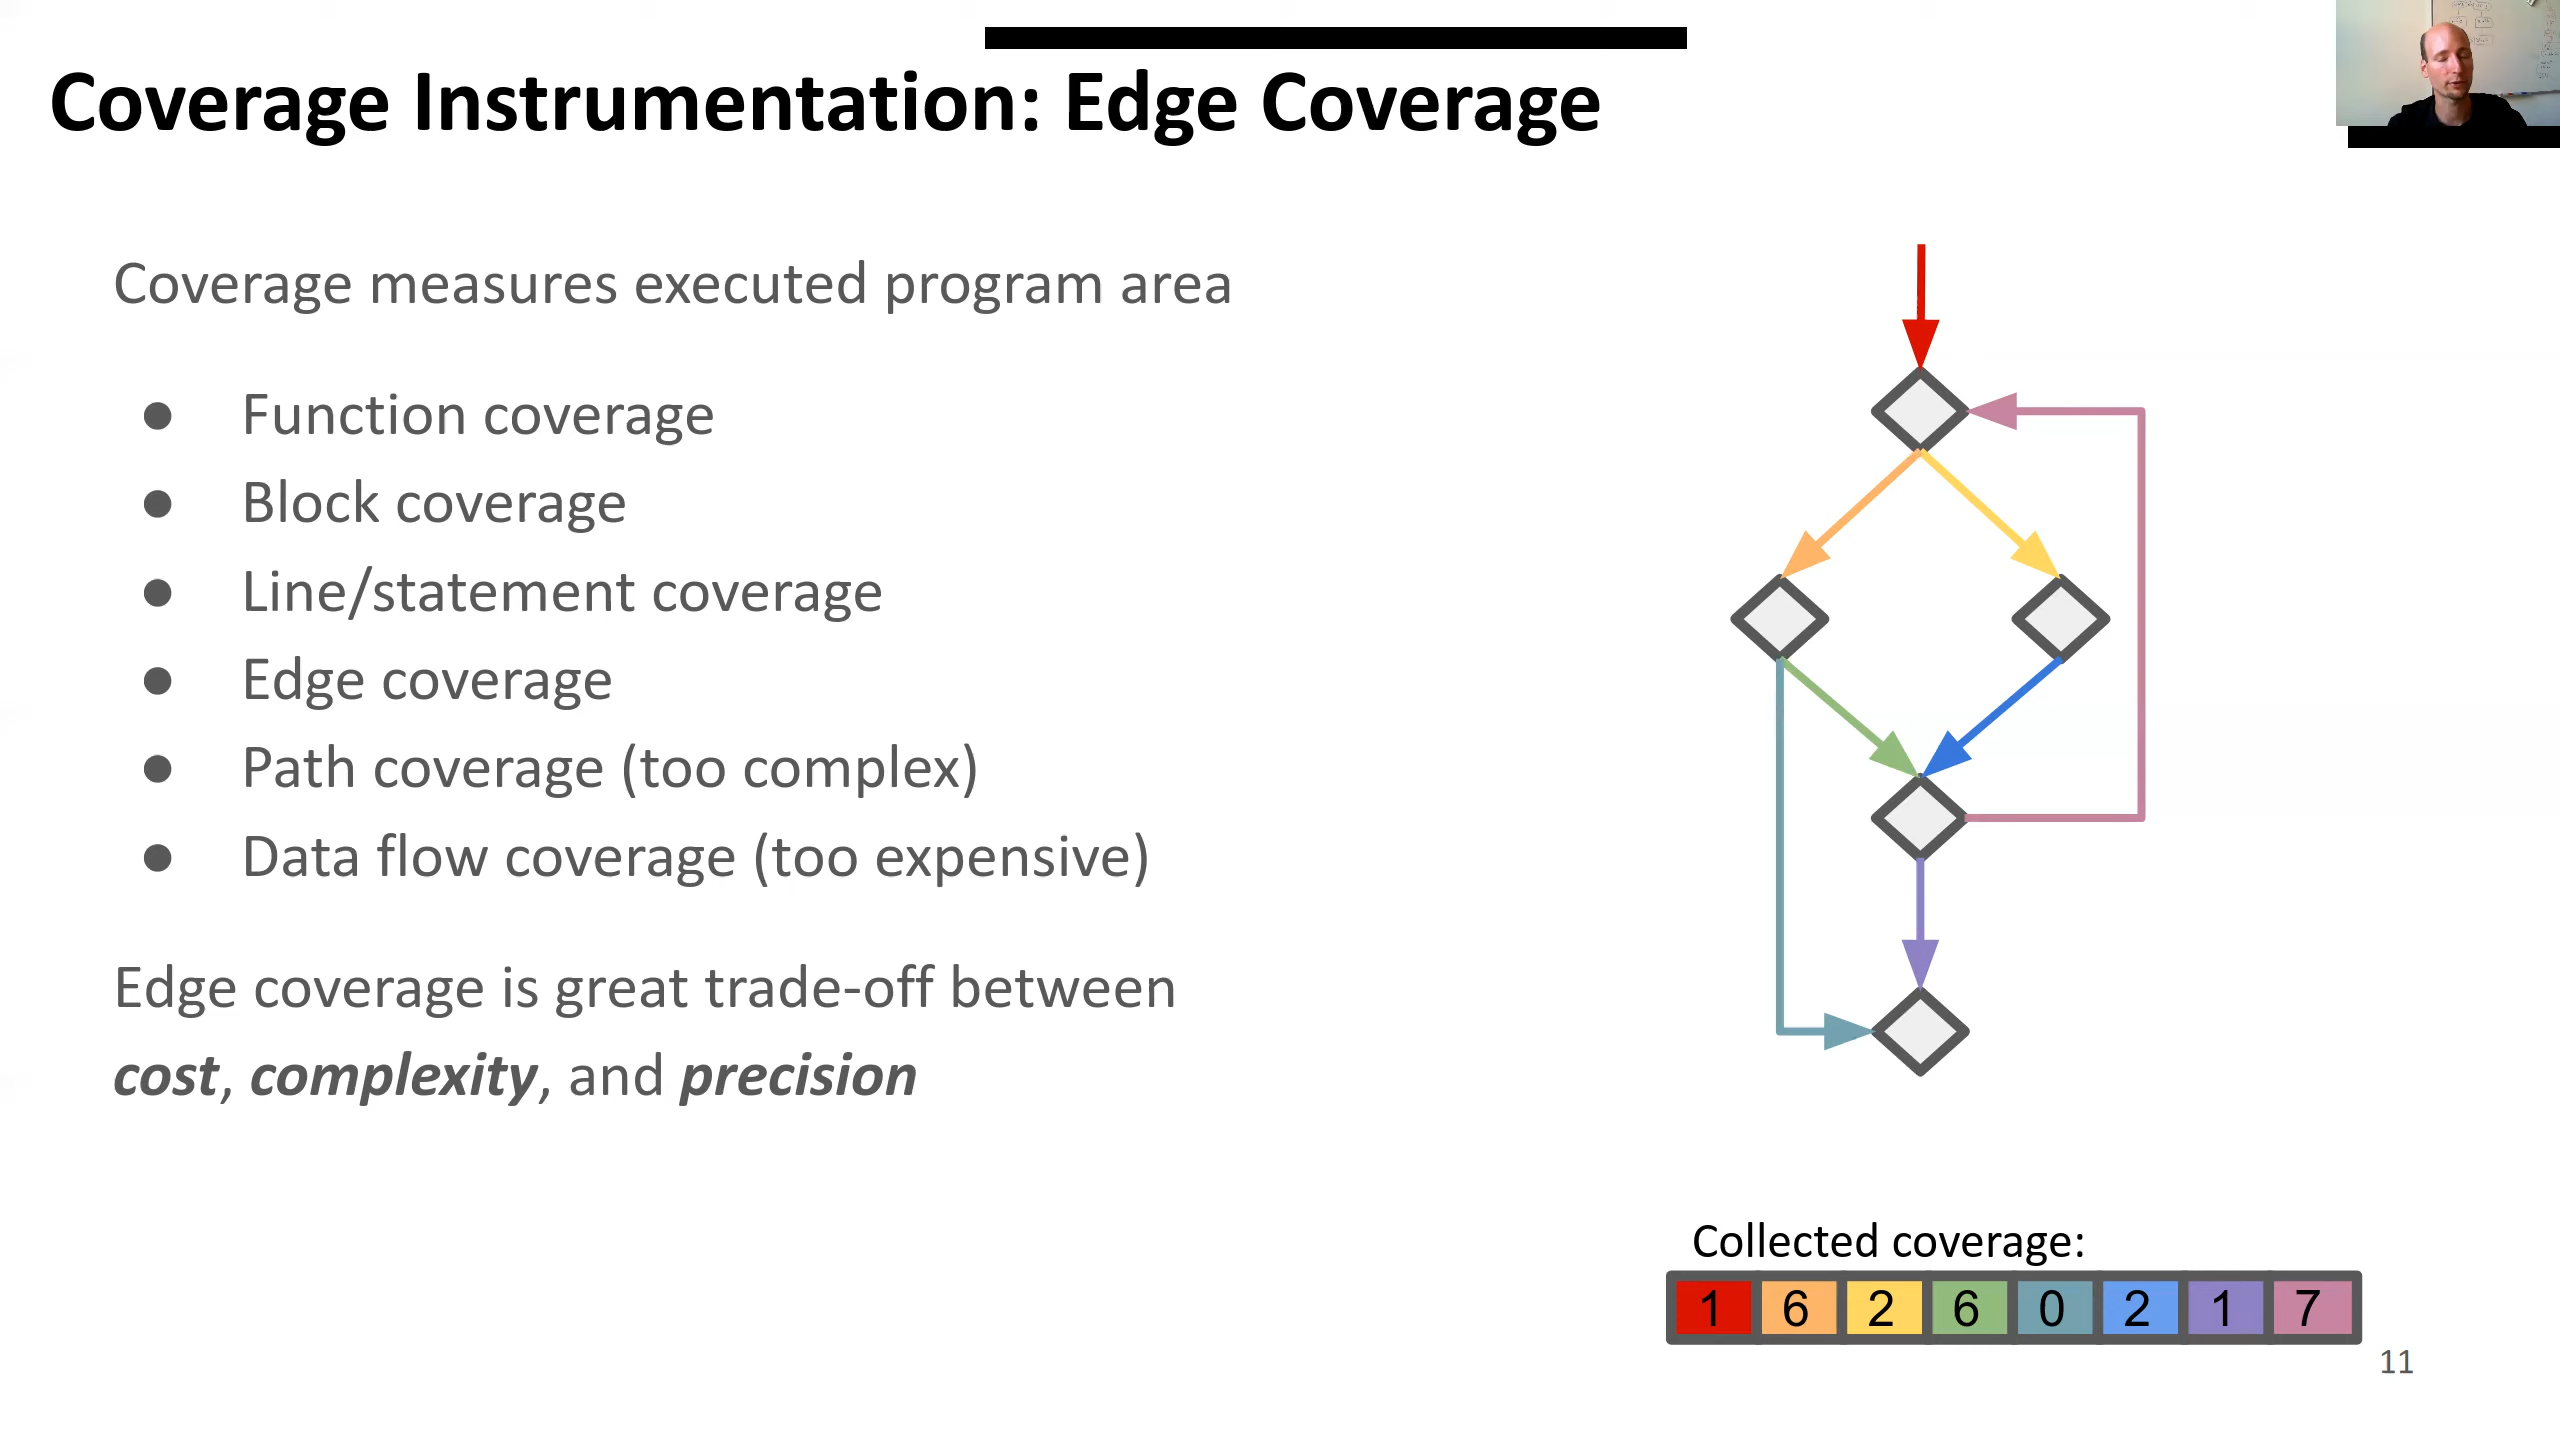 Coverage Instrumentation: Edge Coverage
Coverage measures executed program area
● Function coverage
● Block coverage
● Line/statement coverage
● Edge coverage
● Path coverage (too complex)
● Data flow coverage (too expensive)
Edge coverage is great trade-off between
cost, complexity, and precision
Collected coverage:
1 6 2 6 0 2 1 7
11